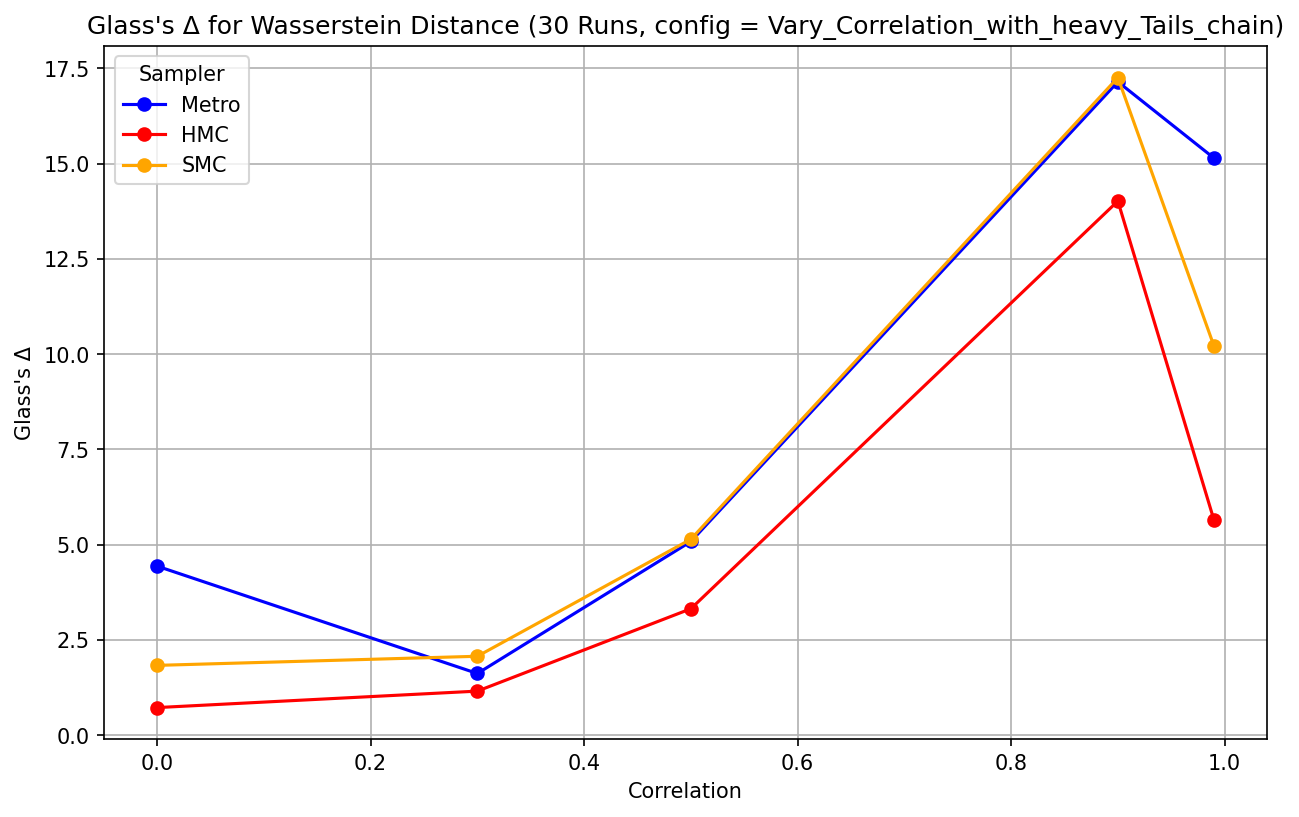 Glass's Δ for Wasserstein Distance (30 Runs, config = Vary_Correlation_with_heavy_Tails_chain)
Sampler
Metro
HMC
SMC
Glass's Δ
17.5
15.0
12.5
10.0
7.5
5.0
2.5
0.0
0.0 0.2 0.4 0.6 0.8 1.0
Correlation